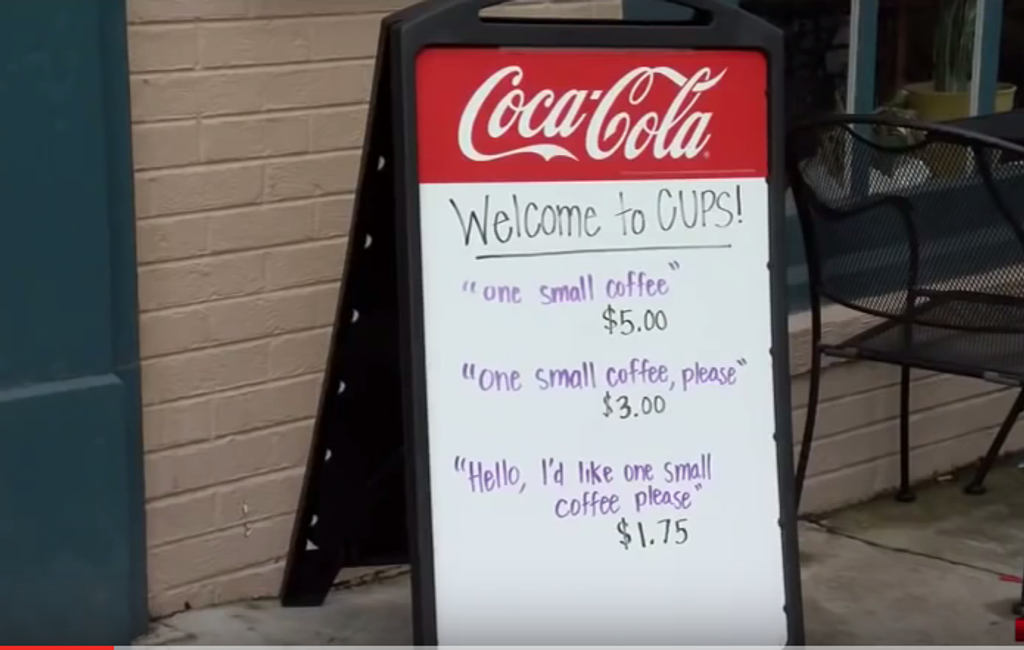 Coca-Cola
Welcome to CUPS!
"one small coffee"
$5.00
"One small coffee, please"
$3.00
"Hello, I'd like one small
coffee please"
$1.75